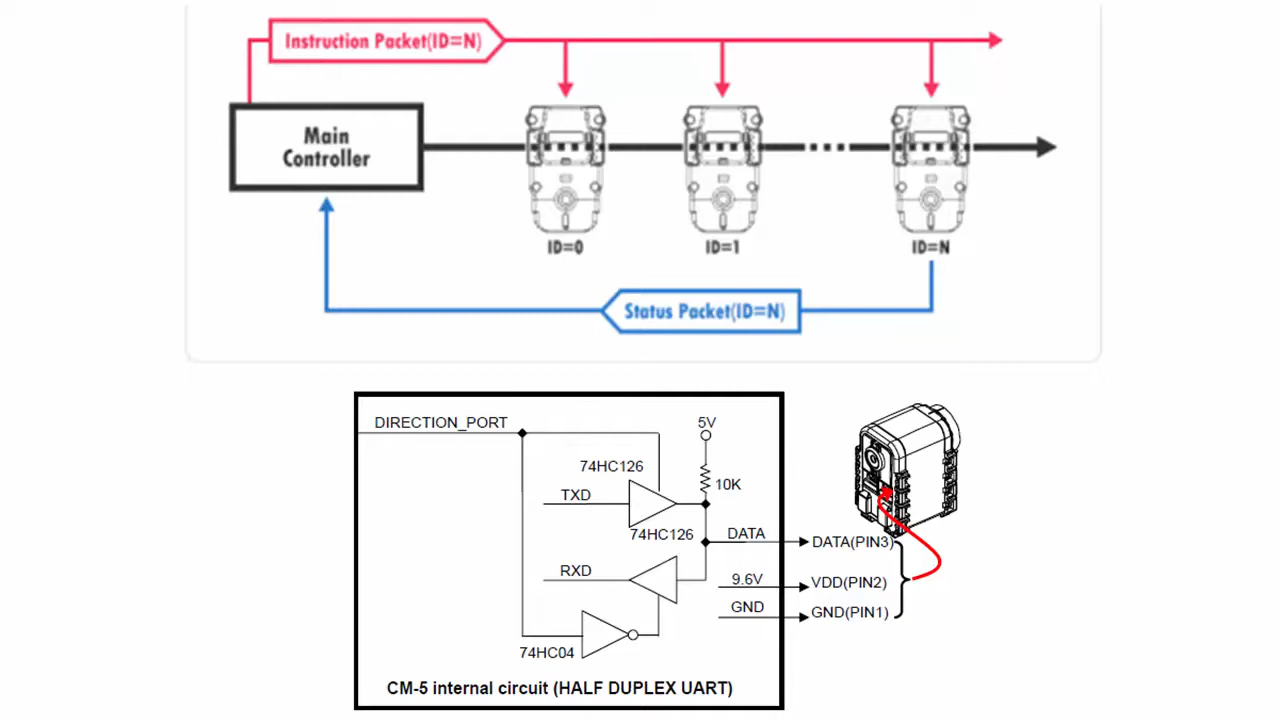 Instruction Packet(ID=N)
Main
Controller
ID=0
ID=1
ID=N
Status Packet(ID=N)
DIRECTION_PORT
5V
74HC126
10K
TXD
74HC126
DATA
DATA(PIN3)
RXD
9.6V
VDD(PIN2)
GND
GND(PIN1)
74HC04
CM-5 internal circuit (HALF DUPLEX UART)